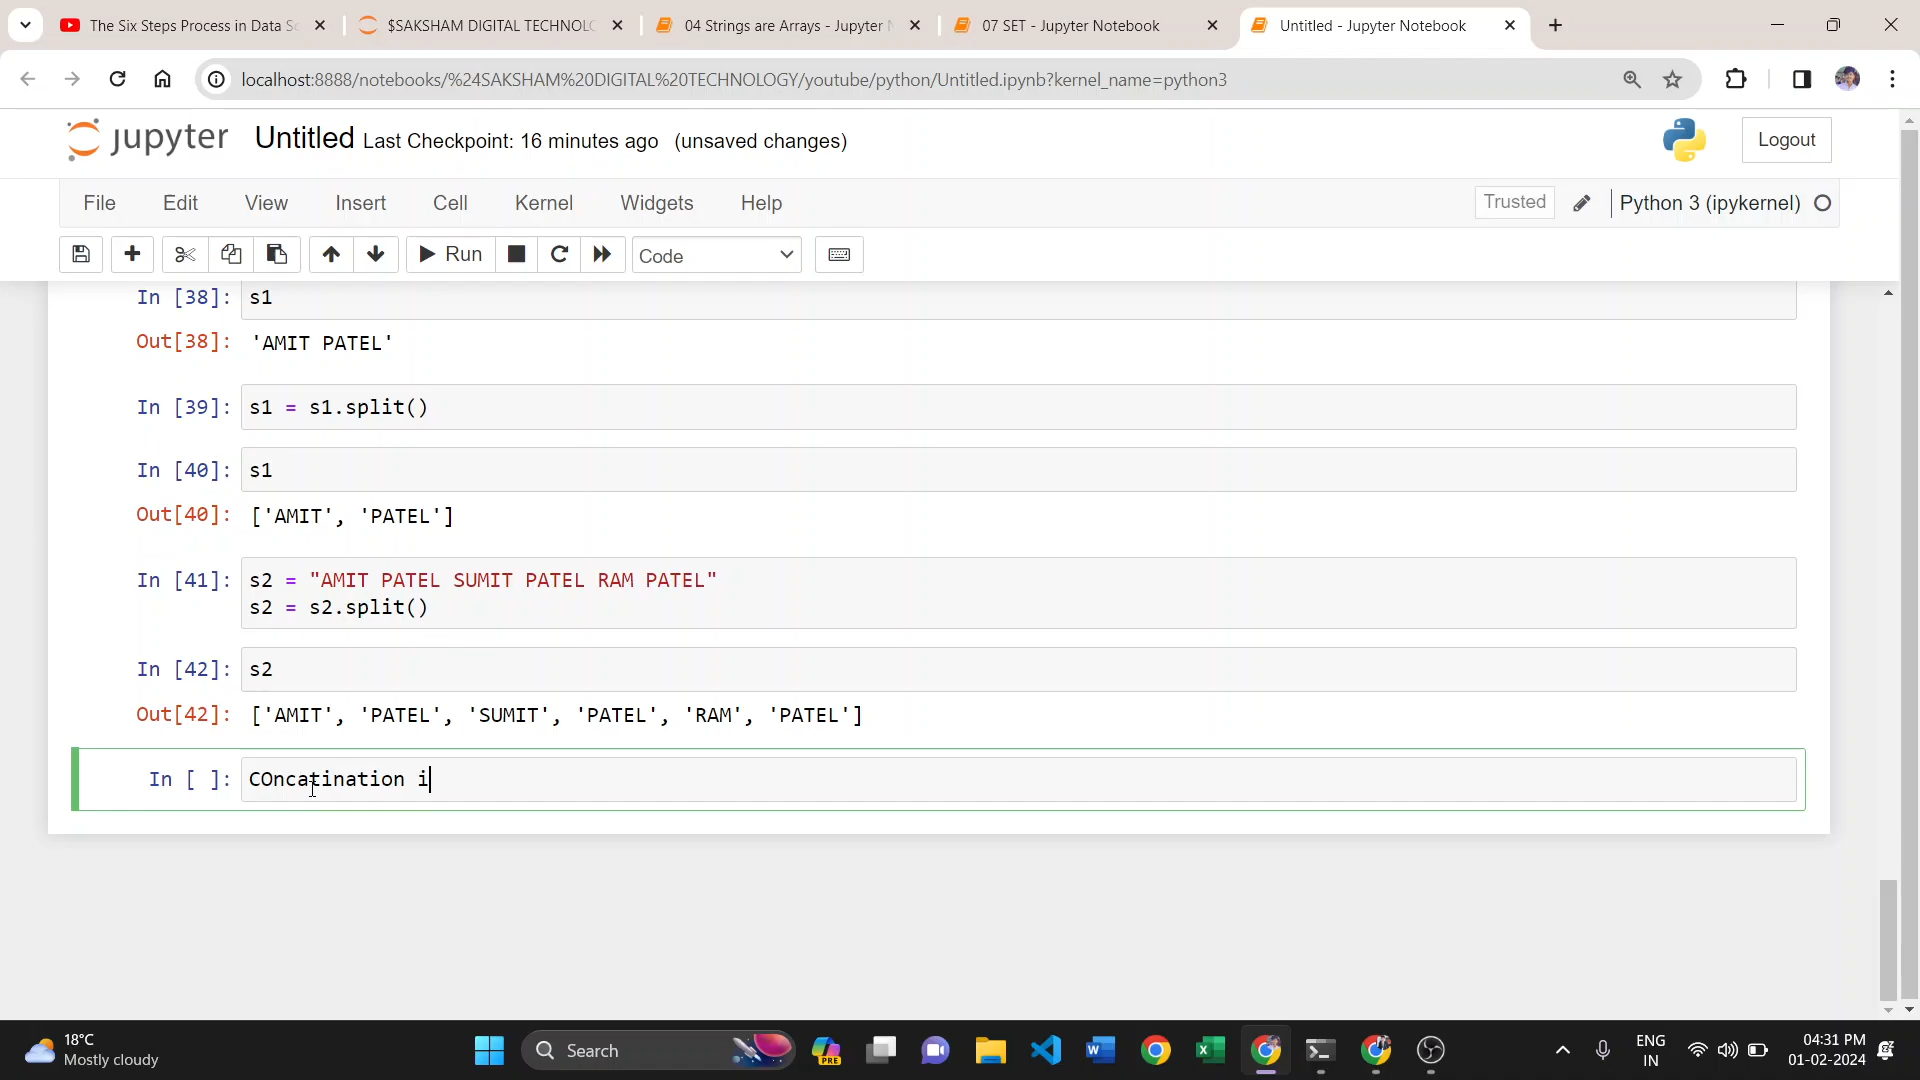 The Six Steps Process in Data Sc
$SAKSHAM DIGITAL TECHNOLO
04 Strings are Arrays - Jupyter N
07 SET - Jupyter Notebook
Untitled - Jupyter Notebook
localhost:8888/notebooks/%24SAKSHAM%20DIGITAL%20TECHNOLOGY/youtube/python/Untitled.ipynb?kernel_name=python3
jupyter Untitled Last Checkpoint: 16 minutes ago (unsaved changes)
Logout
File Edit View Insert Cell Kernel Widgets Help
Trusted Python 3 (ipykernel)
Run Code
In [38]: s1
Out[38]: 'AMIT PATEL'
In [39]: s1 = s1.split()
In [40]: s1
Out[40]: ['AMIT', 'PATEL']
In [41]: s2 = "AMIT PATEL SUMIT PATEL RAM PATEL"
s2 = s2.split()
In [42]: s2
Out[42]: ['AMIT', 'PATEL', 'SUMIT', 'PATEL', 'RAM', 'PATEL']
In [ ]: COncatination i
18°C
Mostly cloudy
Search
PRE
ENG
IN
04:31 PM
01-02-2024